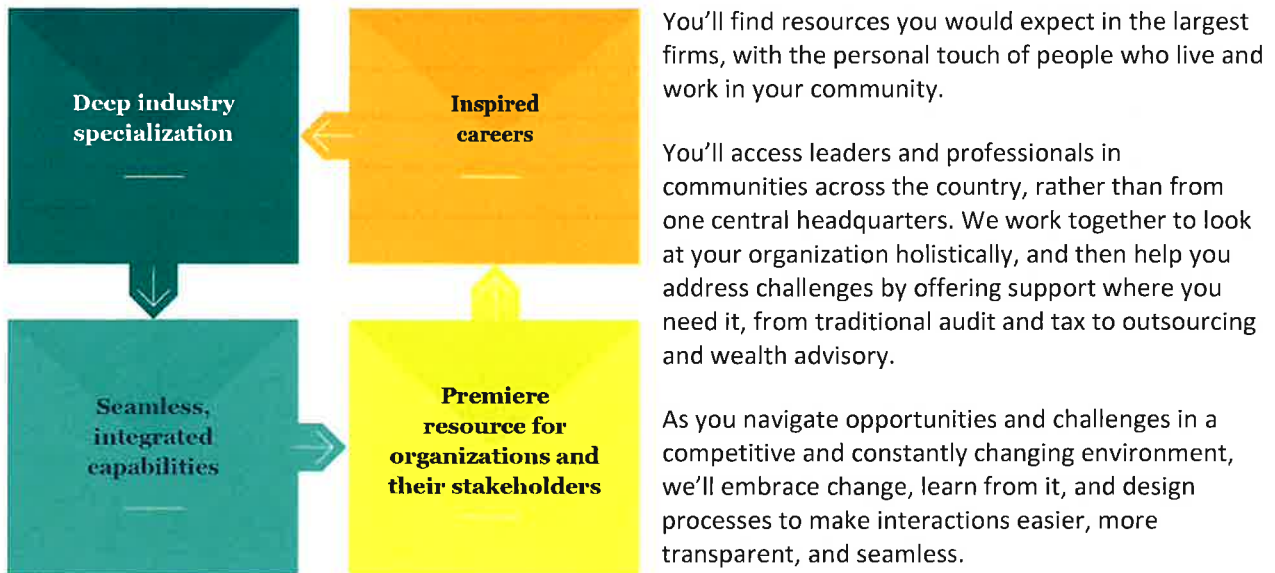 Deep industry
specialization
Inspired
careers
Seamless,
integrated
capabilities
Premiere
resource for
organizations and
their stakeholders
You'll find resources you would expect in the largest
firms, with the personal touch of people who live and
work in your community.
You'll access leaders and professionals in
communities across the country, rather than from
one central headquarters. We work together to look
at your organization holistically, and then help you
address challenges by offering support where you
need it, from traditional audit and tax to outsourcing
and wealth advisory.
As you navigate opportunities and challenges in a
competitive and constantly changing environment,
we'll embrace change, learn from it, and design
processes to make interactions easier, more
transparent, and seamless.